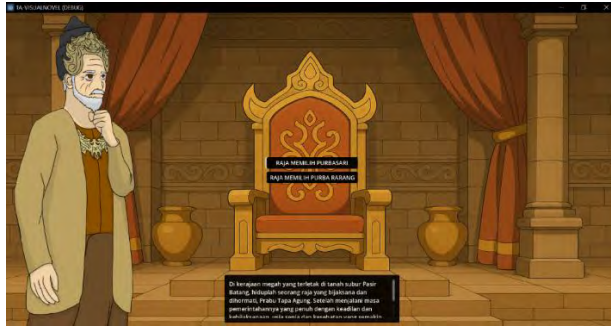 TA-VISUALNOVEL (DEBUG)
RAJA MEMILIH PURBASARI
RAJA MEMILIH PURBA RARANG
Di kerajaan megah yang terletak di tanah subur Pasir
Batang, hiduplah seorang raja yang bijaksana dan
dihormati, Prabu Tapa Agung. Setelah menjalani masa
pemerintahannya yang penuh dengan keadilan dan